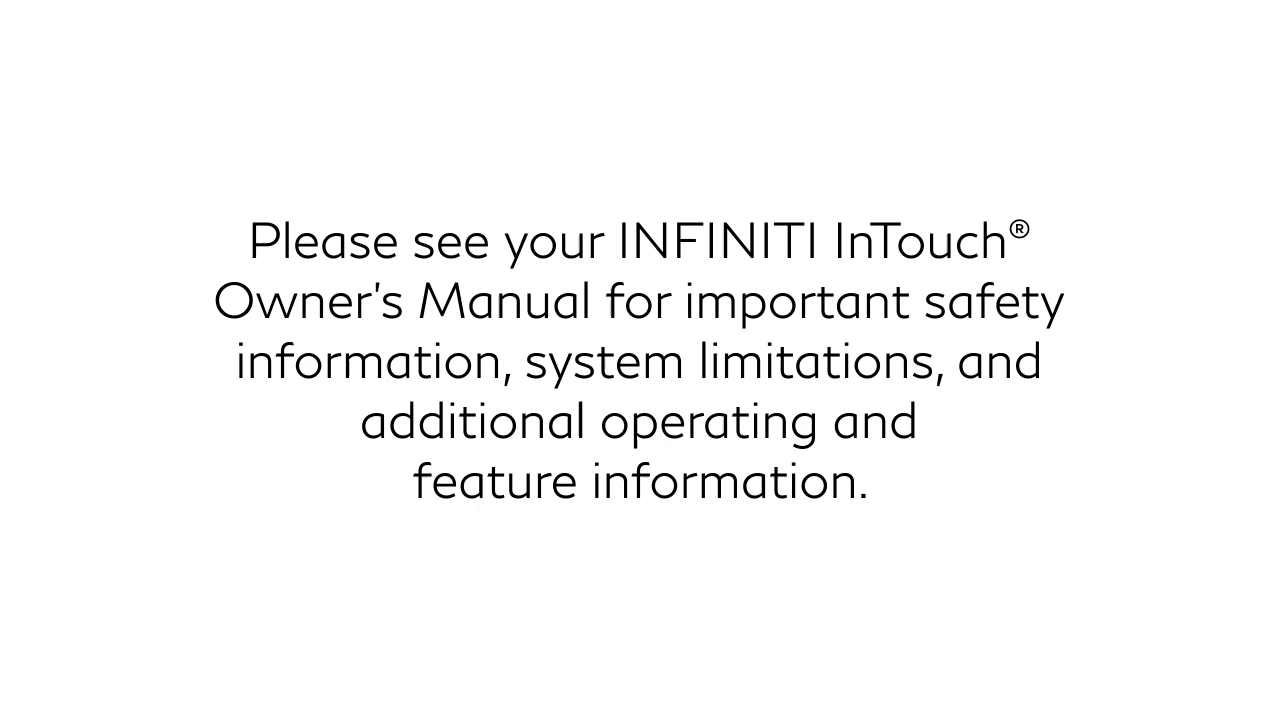 Please see your INFINITI InTouch®
Owner's Manual for important safety
information, system limitations, and
additional operating and
feature information.